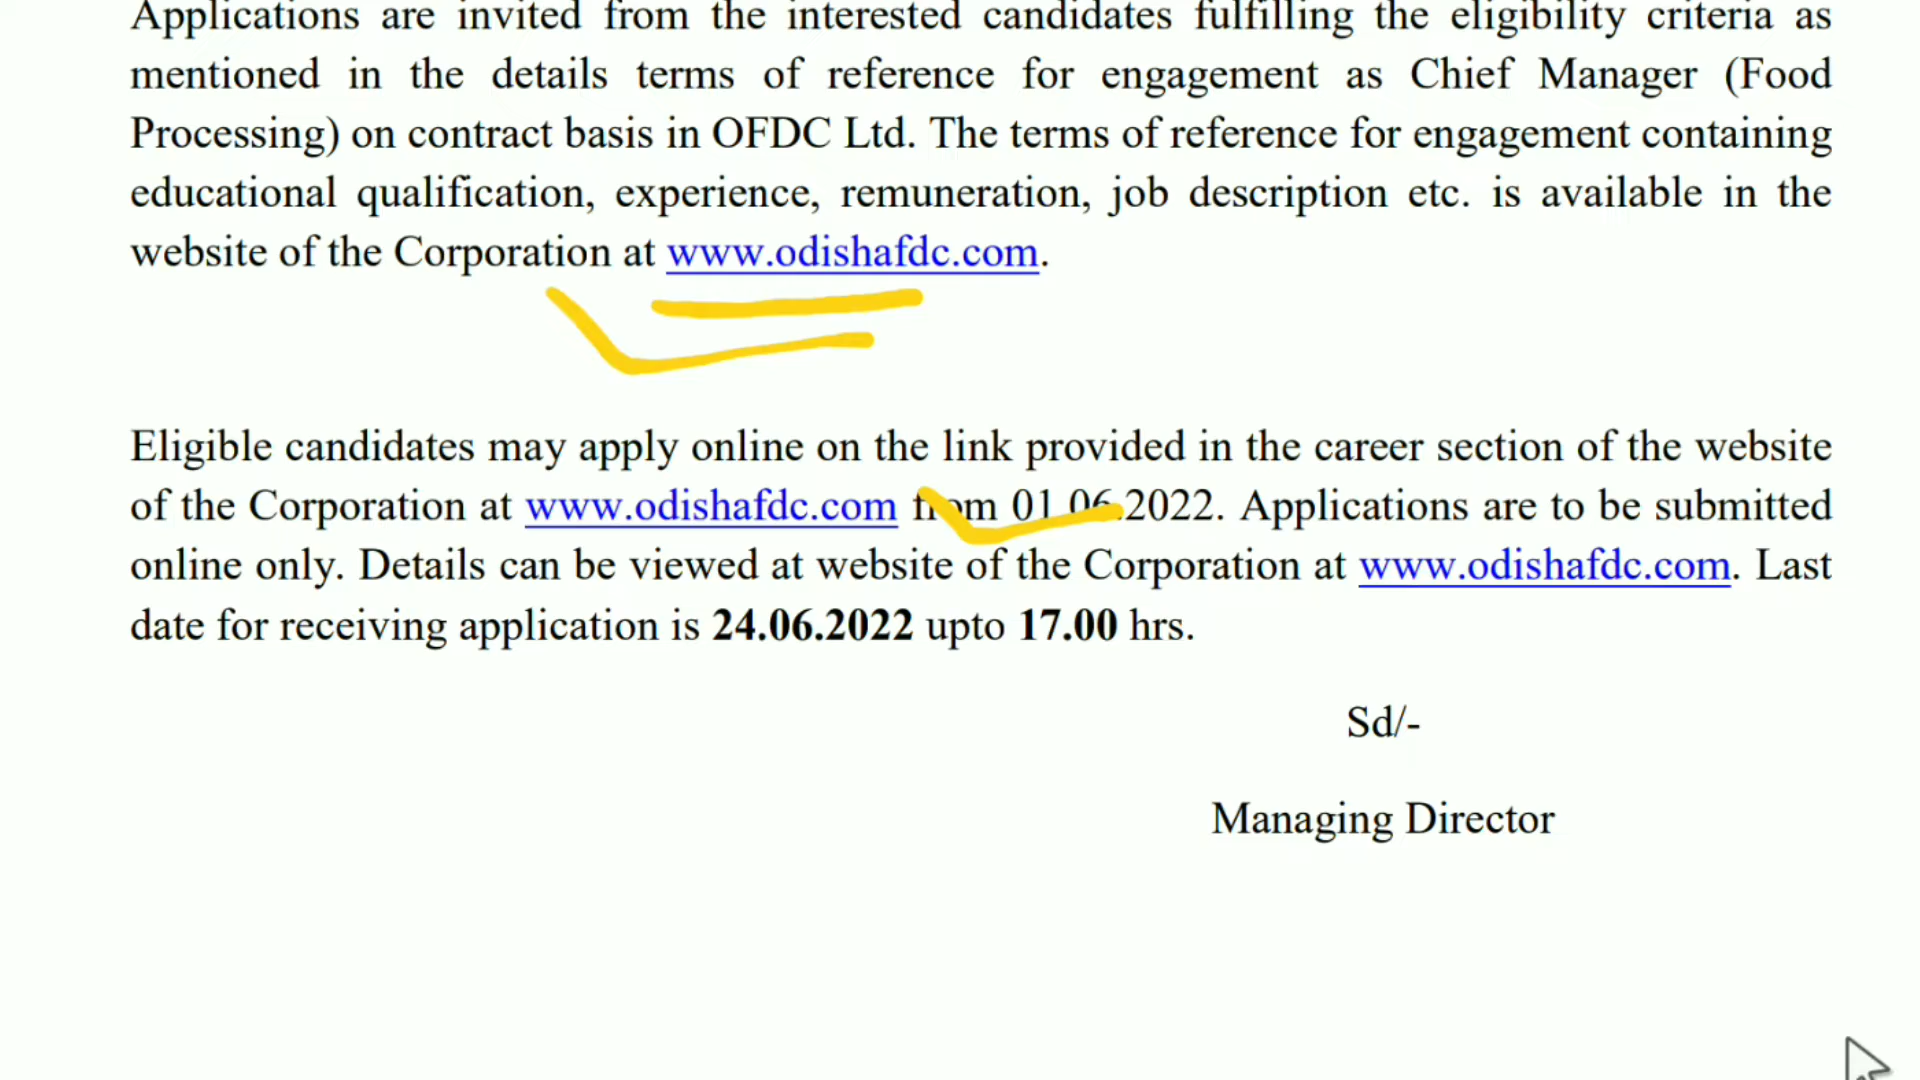 Applications are invited from the interested candidates fulfilling the eligibility criteria as
mentioned in the details terms of reference for engagement as Chief Manager (Food
Processing) on contract basis in OFDC Ltd. The terms of reference for engagement containing
educational qualification, experience, remuneration, job description etc. is available in the
website of the Corporation at www.odishafdc.com.
Eligible candidates may apply online on the link provided in the career section of the website
of the Corporation at www.odishafdc.com from 01.06.2022. Applications are to be submitted
online only. Details can be viewed at website of the Corporation at www.odishafdc.com. Last
date for receiving application is 24.06.2022 upto 17.00 hrs.
Sd/-
Managing Director